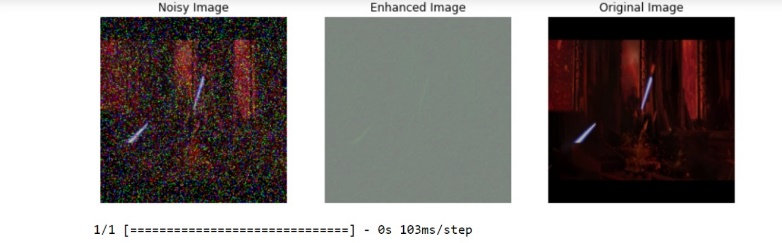 Noisy Image
Enhanced Image
Original Image
1/1 [==============================] - 0s 103ms/step